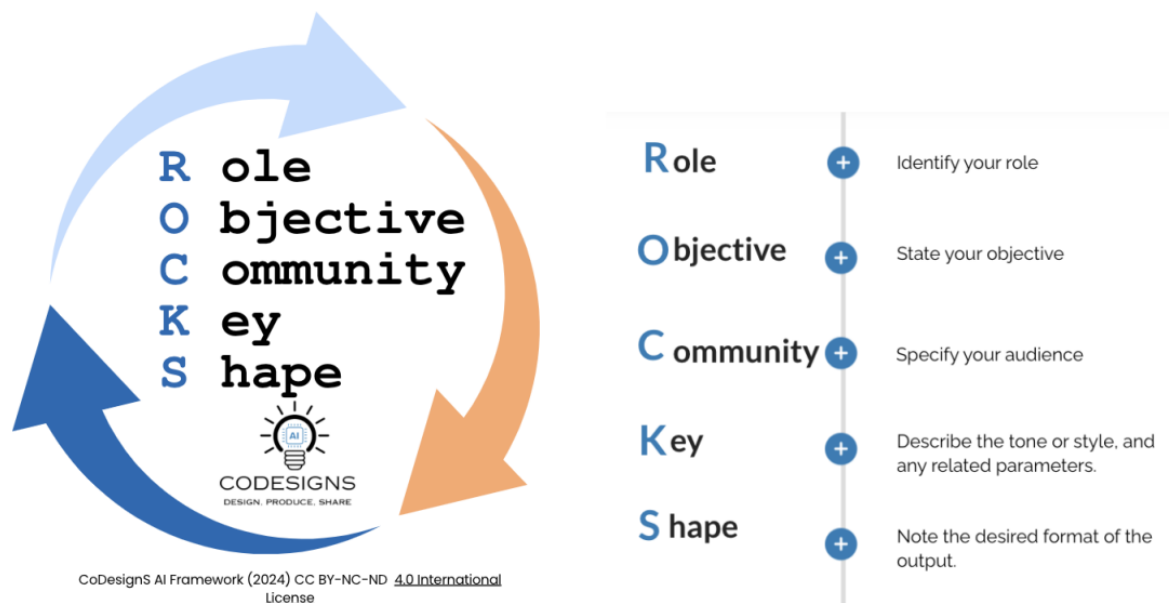 R ole
O bjective
C ommunity
K ey
S hape
AI
CODESIGNS
DESIGN, PRODUCE, SHARE
CoDesignS AI Framework (2024) CC BY-NC-ND 4.0 International
License
Role
Identify your role
Objective
State your objective
Community
Specify your audience
Key
Describe the tone or style, and
any related parameters.
Shape
Note the desired format of the
output.